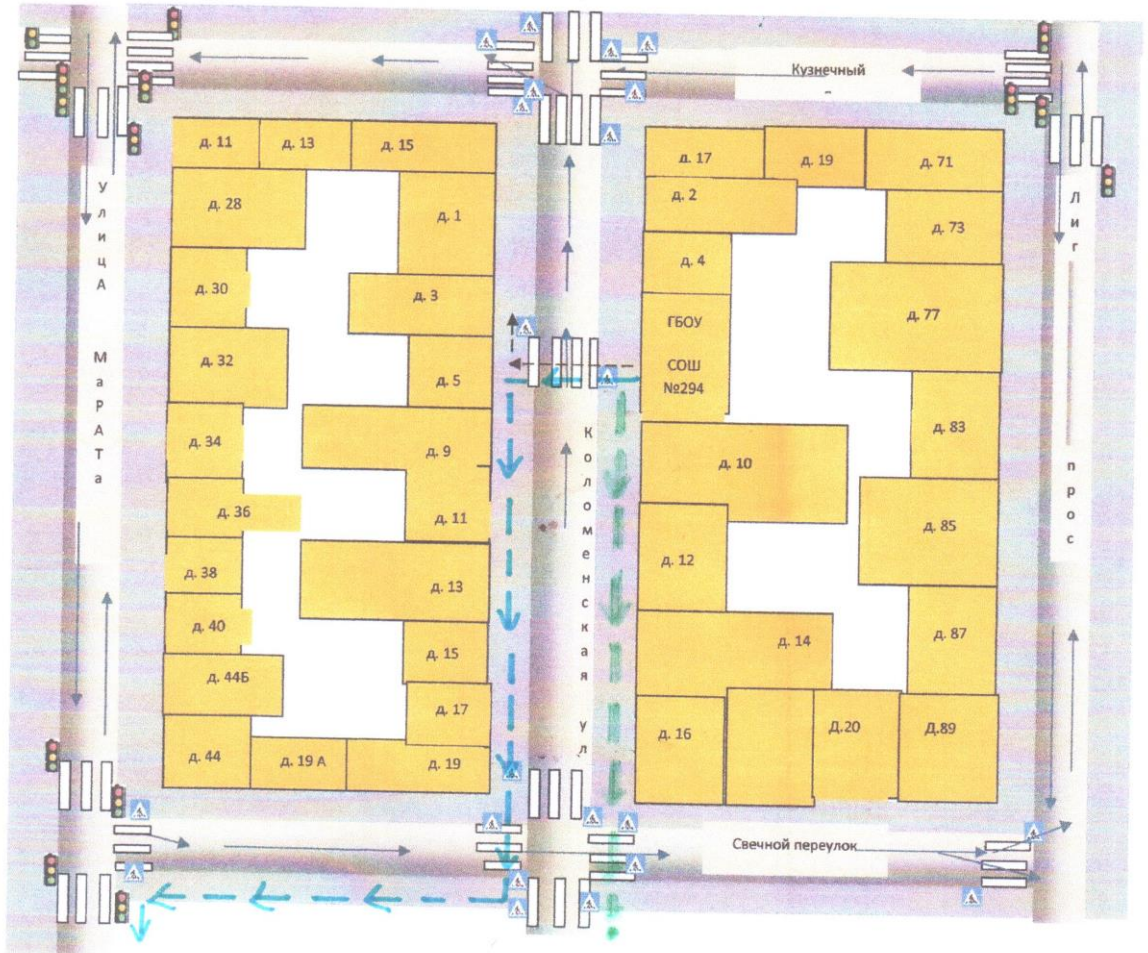 Кузнечный
д. 11 д. 13 д. 15
д. 17 д. 19 д. 71
д. 28
д. 1
д. 2
д. 73
д. 30
д. 3
д. 4
д. 77
д. 32
д. 5
ГБОУ
СОШ
№294
д. 34
д. 9
д. 83
д. 36
д. 11
д. 10
д. 85
д. 38
д. 13
д. 12
д. 40
д. 15
д. 14
д. 87
д. 44Б
д. 17
д. 16
Д.20
Д.89
д. 44
д. 19 А
д. 19
УлицА МаРАТа
Коломенская ул
Лиг прос
Свечной переулок